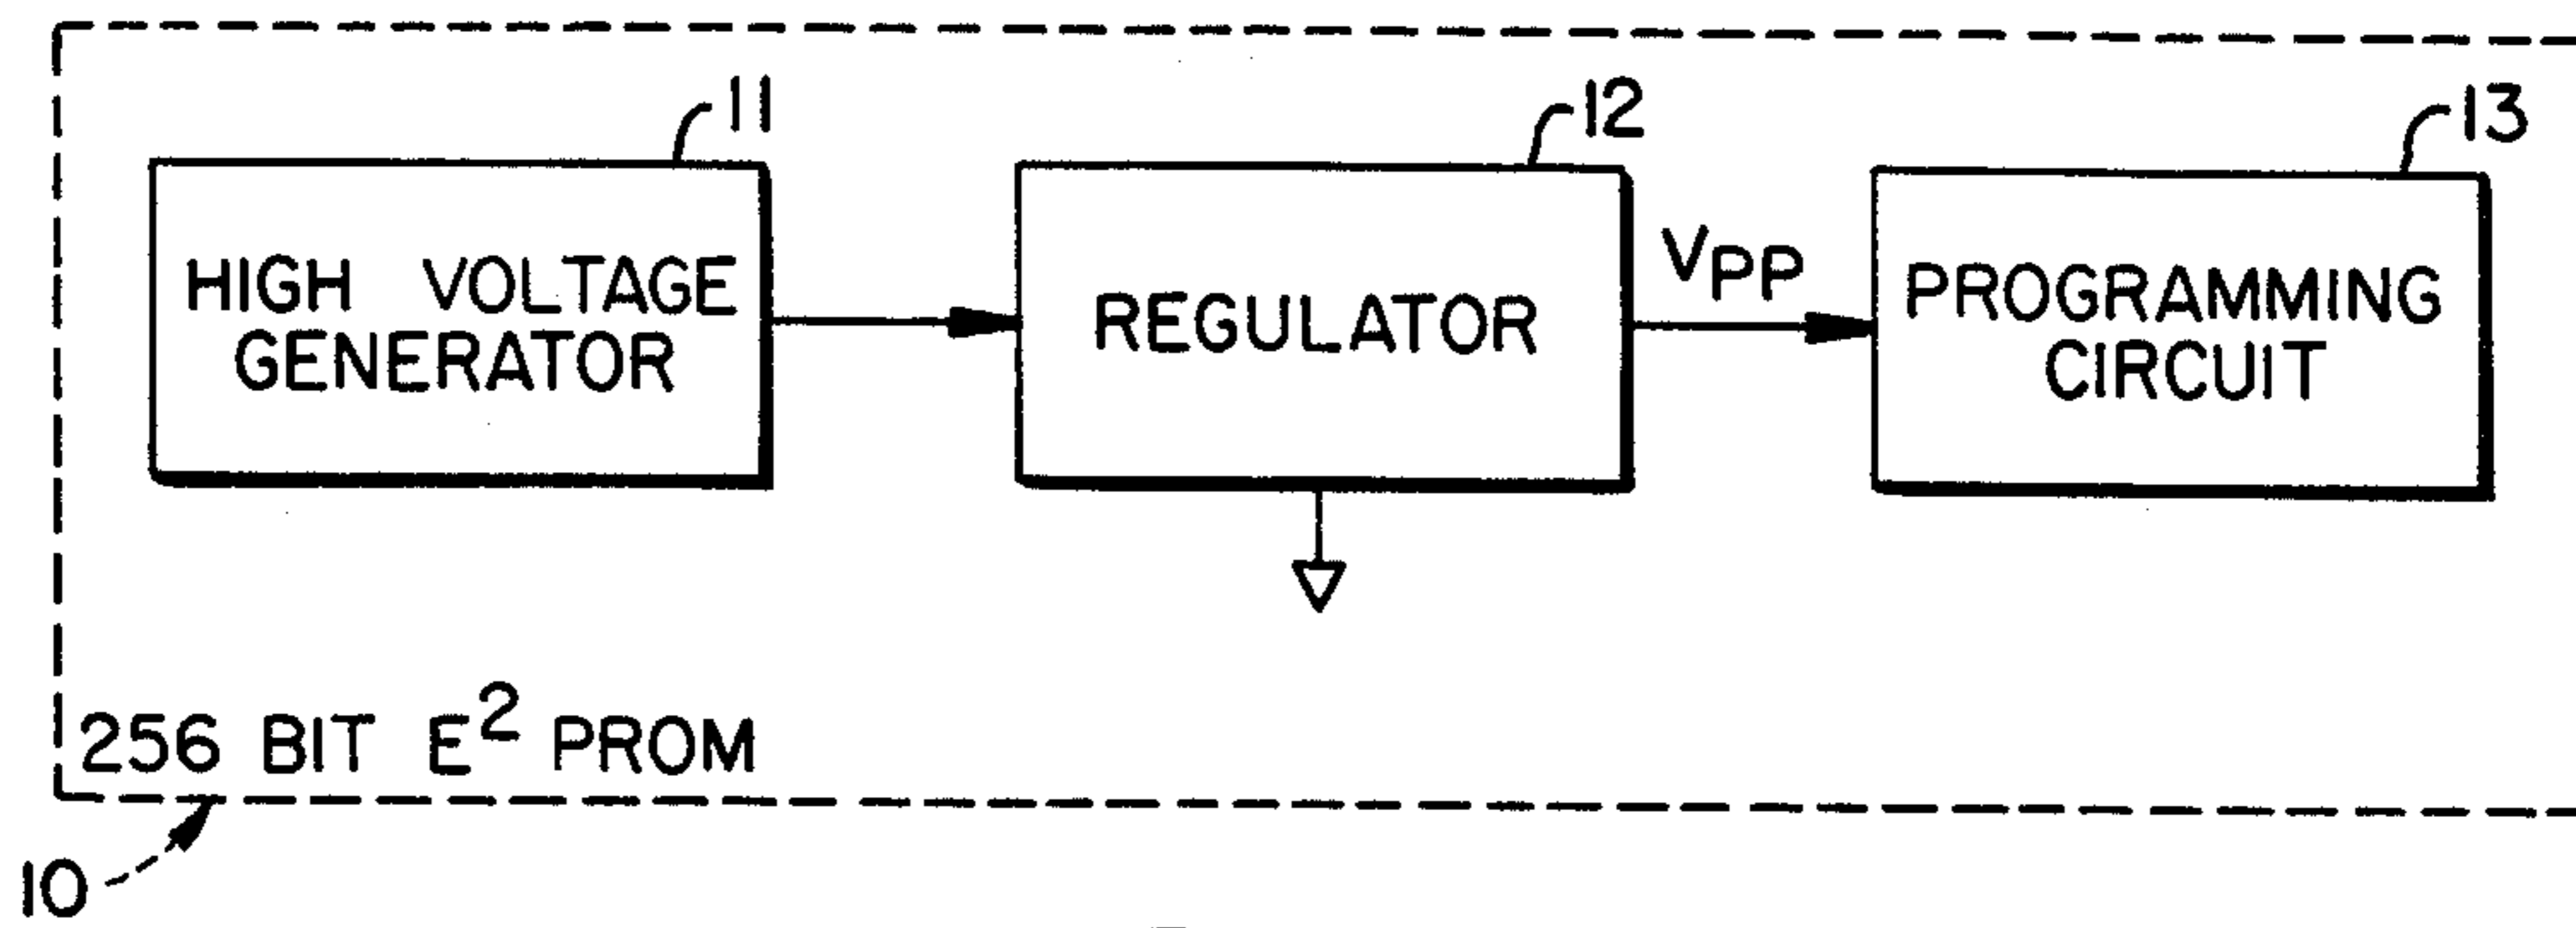 11
12
13
HIGH VOLTAGE
GENERATOR
REGULATOR
VPP
PROGRAMMING
CIRCUIT
256 BIT E² PROM
10